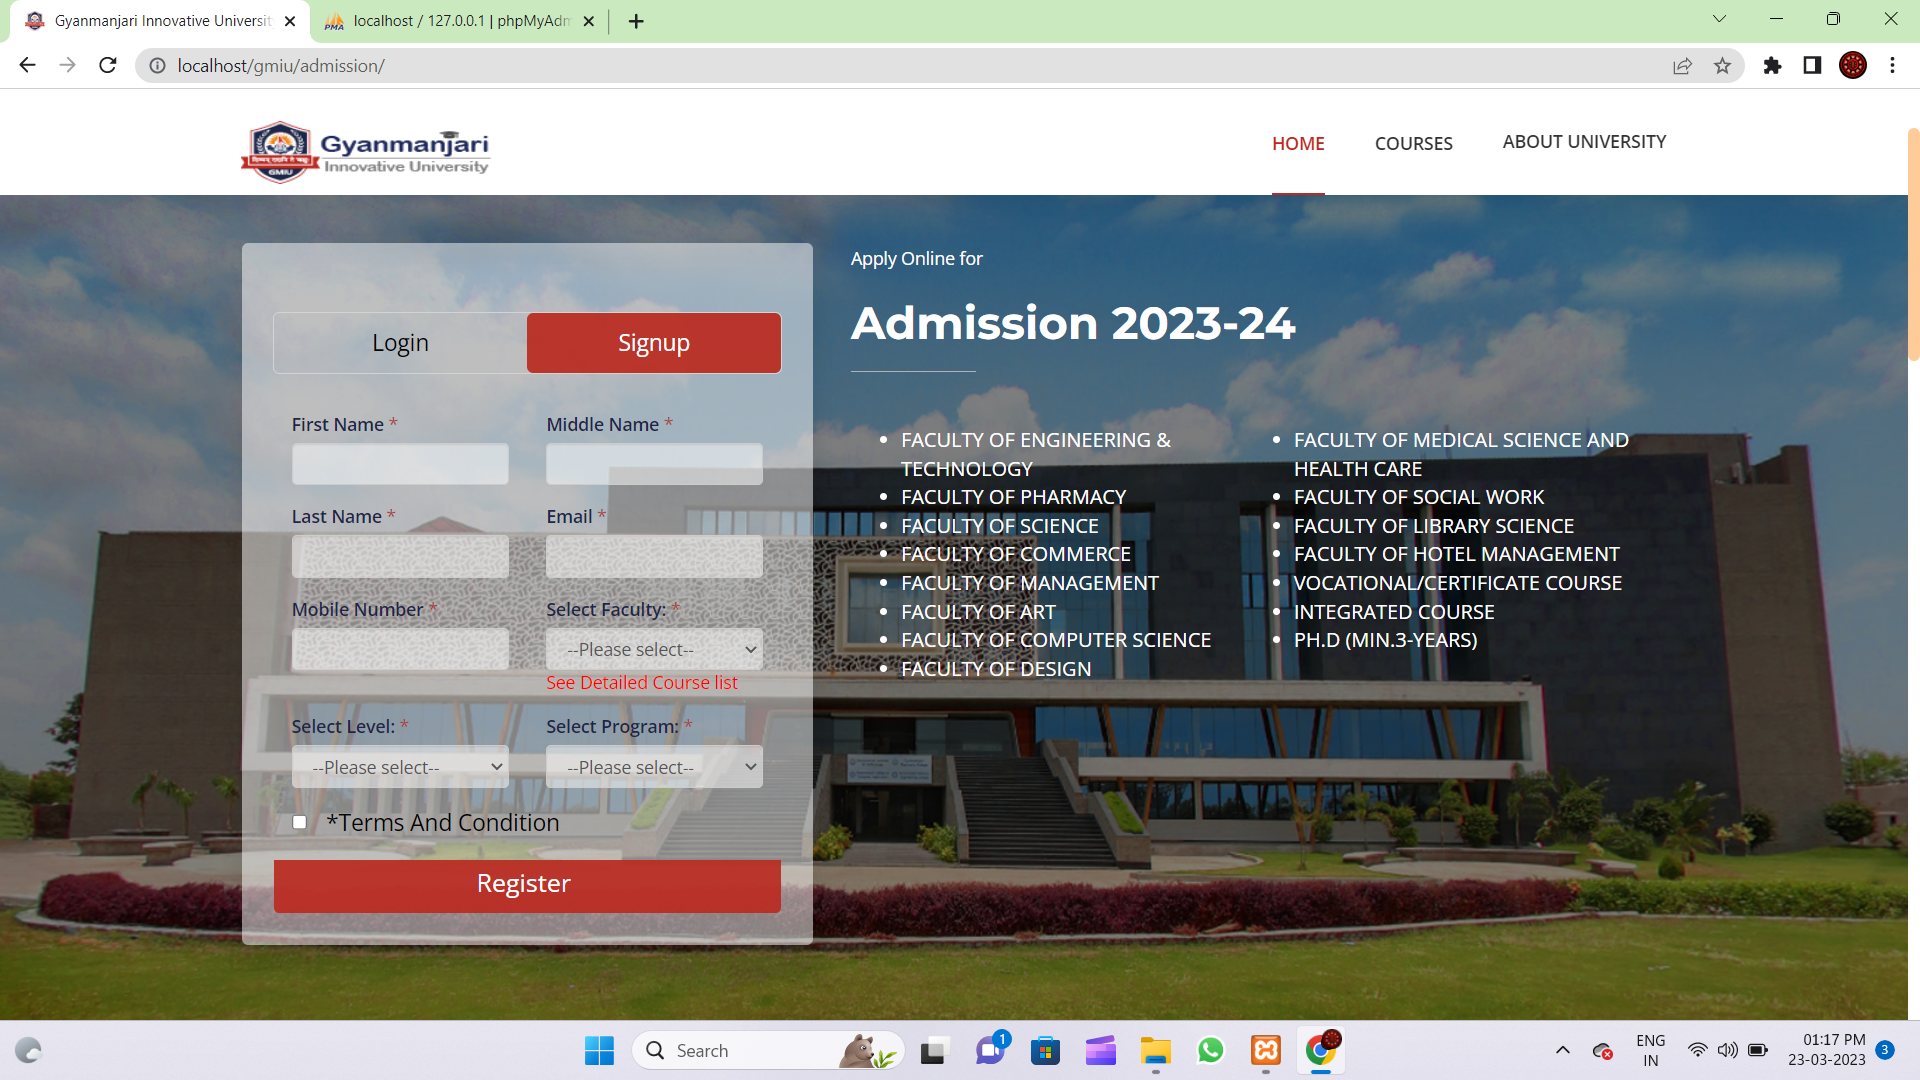 Gyanmanjari Innovative Universit
localhost / 127.0.0.1 | phpMyAdm
localhost/gmiu/admission/
Gyanmanjari
Innovative University
GMIU
HOME
COURSES
ABOUT UNIVERSITY
Login
Signup
First Name *
Middle Name *
Last Name *
Email *
Mobile Number *
Select Faculty: *
--Please select--
See Detailed Course list
Select Level: *
Select Program: *
--Please select--
--Please select--
*Terms And Condition
Register
Apply Online for
Admission 2023-24
FACULTY OF ENGINEERING &
TECHNOLOGY
FACULTY OF PHARMACY
FACULTY OF SCIENCE
FACULTY OF COMMERCE
FACULTY OF MANAGEMENT
FACULTY OF ART
FACULTY OF COMPUTER SCIENCE
FACULTY OF DESIGN
FACULTY OF MEDICAL SCIENCE AND
HEALTH CARE
FACULTY OF SOCIAL WORK
FACULTY OF LIBRARY SCIENCE
FACULTY OF HOTEL MANAGEMENT
VOCATIONAL/CERTIFICATE COURSE
INTEGRATED COURSE
PH.D (MIN.3-YEARS)
Search
1
ENG
IN
01:17 PM
23-03-2023
3